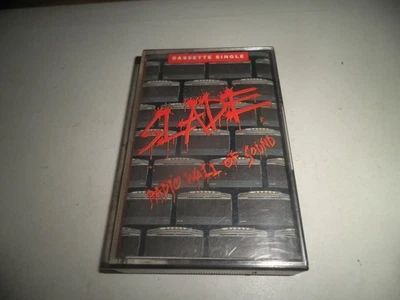 CASSETTE SINGLE
SLADE
RADIO WALL OF SOUND